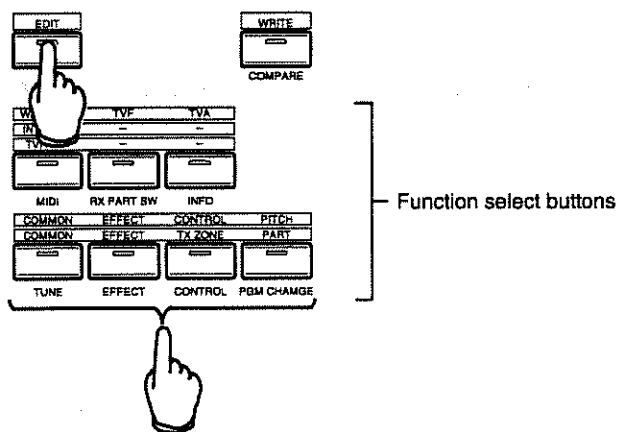 EDIT WRITE
COMPARE
TVF TVA
- -
- -
MIDI RX PART SW INFO
Function select buttons
COMMON EFFECT CONTROL PITCH
COMMON EFFECT TX ZONE PART
TUNE EFFECT CONTROL PGM CHAMGE